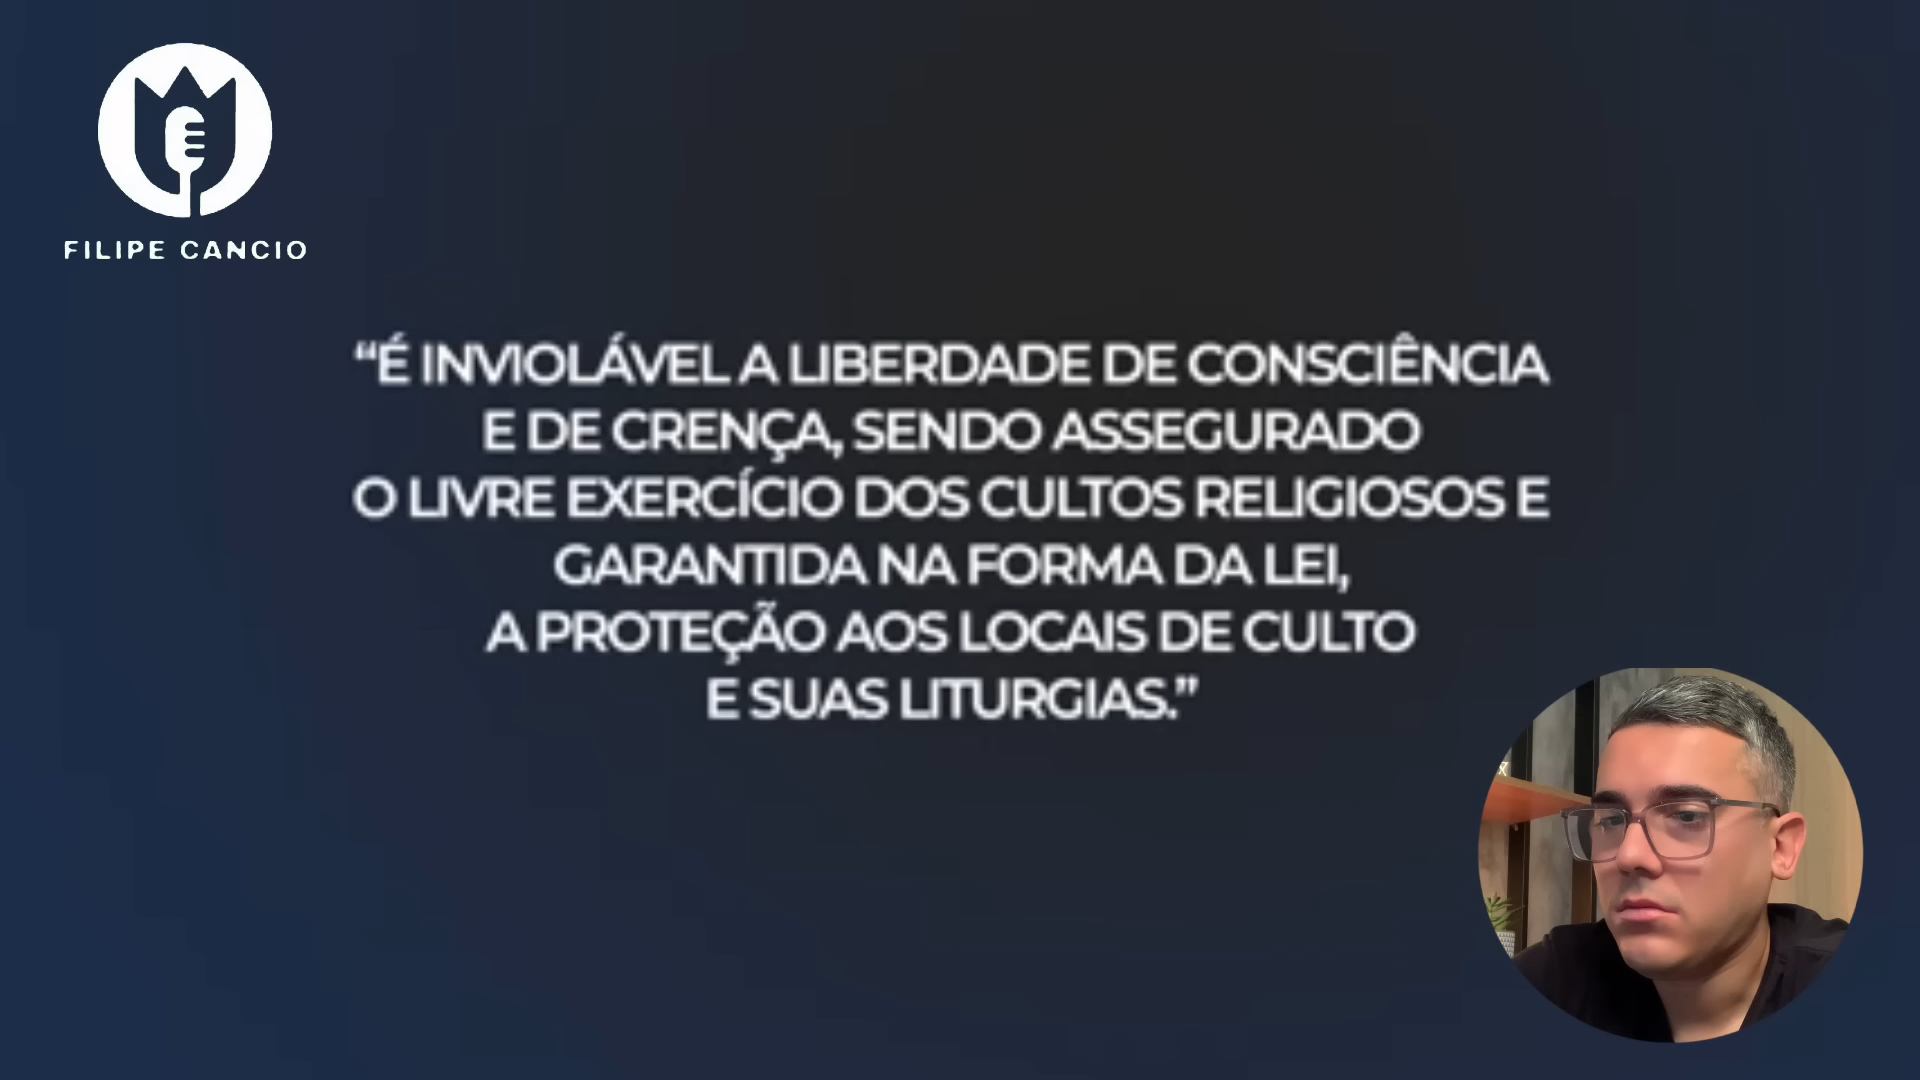 FILIPE CANCIO
“É INVIOLÁVEL A LIBERDADE DE CONSCIÊNCIA
E DE CRENÇA, SENDO ASSEGURADO
O LIVRE EXERCÍCIO DOS CULTOS RELIGIOSOS E
GARANTIDA NA FORMA DA LEI,
A PROTEÇÃO AOS LOCAIS DE CULTO
E SUAS LITURGIAS.”